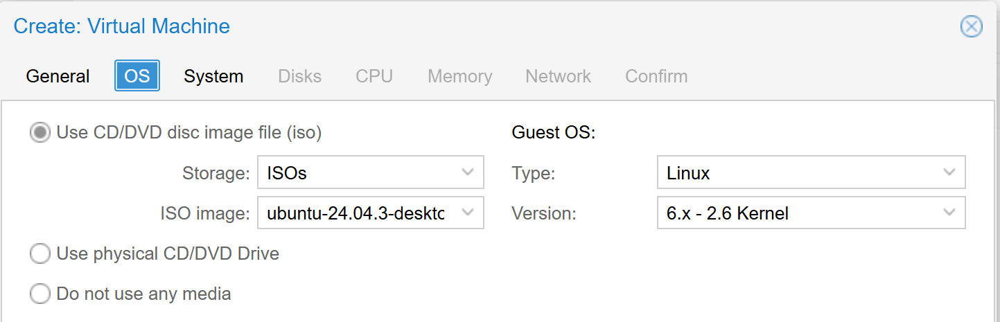 Create: Virtual Machine
General OS System Disks CPU Memory Network Confirm
Use CD/DVD disc image file (iso)
Storage: ISOs
ISO image: ubuntu-24.04.3-deskto
Use physical CD/DVD Drive
Do not use any media
Guest OS:
Type: Linux
Version: 6.x - 2.6 Kernel